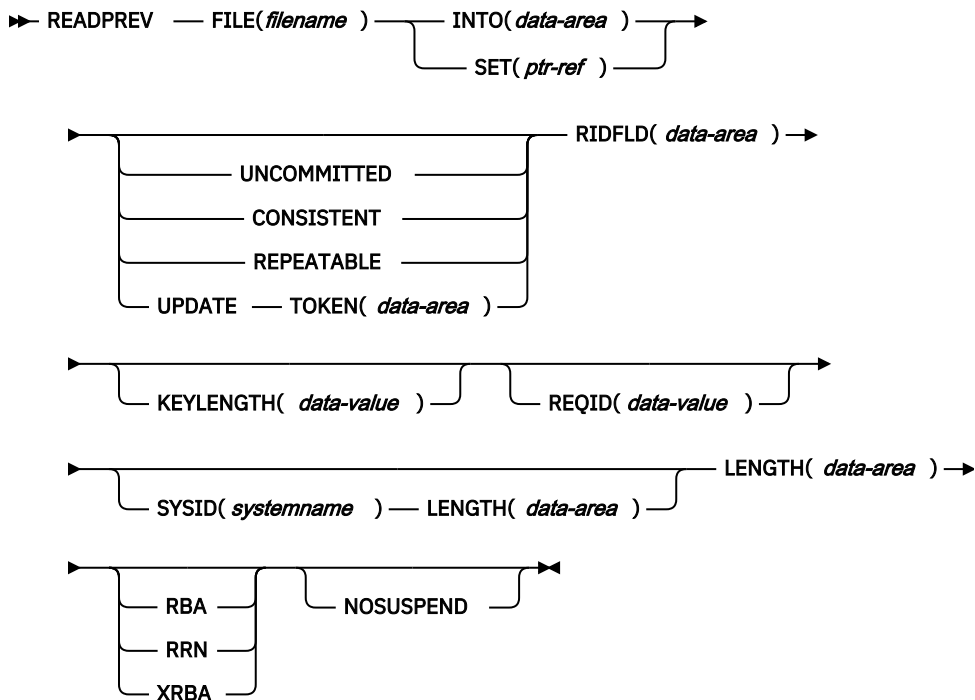 READPREV FILE(filename ) INTO(data-area )
SET( ptr-ref )
RIDFLD( data-area )
UNCOMMITTED
CONSISTENT
REPEATABLE
UPDATE TOKEN( data-area )
KEYLENGTH( data-value ) REQID( data-value )
LENGTH( data-area )
SYSID( systemname ) LENGTH( data-area )
RBA NOSUSPEND
RRN
XRBA